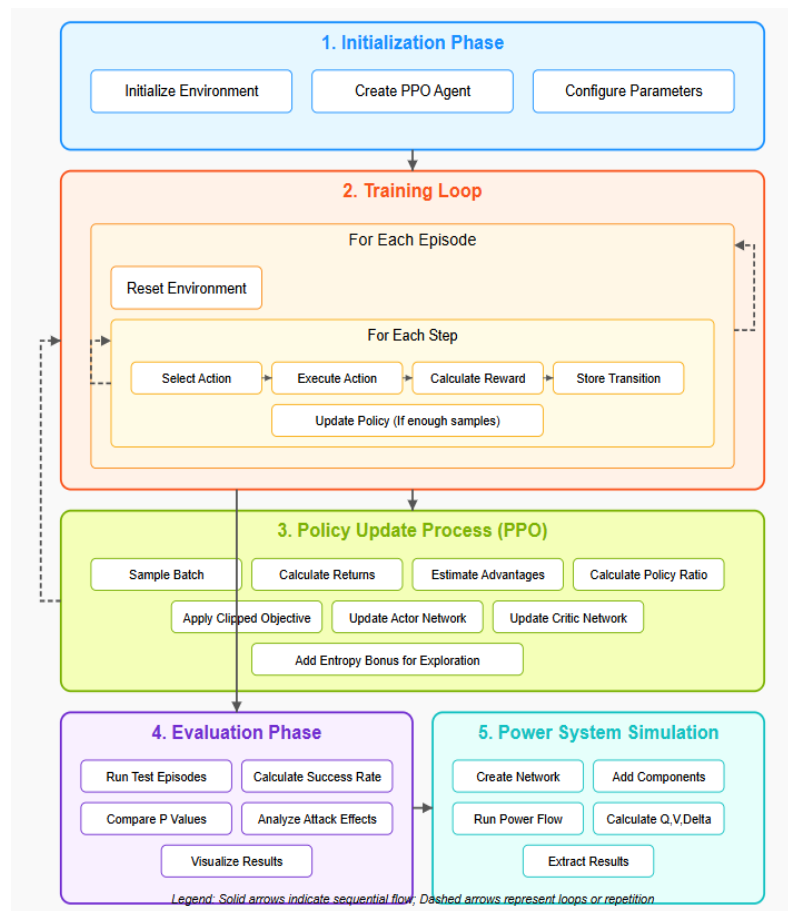 1. Initialization Phase
Initialize Environment
Create PPO Agent
Configure Parameters
2. Training Loop
For Each Episode
Reset Environment
For Each Step
Select Action
Execute Action
Calculate Reward
Store Transition
Update Policy (If enough samples)
3. Policy Update Process (PPO)
Sample Batch
Calculate Returns
Estimate Advantages
Calculate Policy Ratio
Apply Clipped Objective
Update Actor Network
Update Critic Network
Add Entropy Bonus for Exploration
4. Evaluation Phase
Run Test Episodes
Calculate Success Rate
Compare P Values
Analyze Attack Effects
Visualize Results
5. Power System Simulation
Create Network
Add Components
Run Power Flow
Calculate Q,V,Delta
Extract Results
Legend: Solid arrows indicate sequential flow; Dashed arrows represent loops or repetition